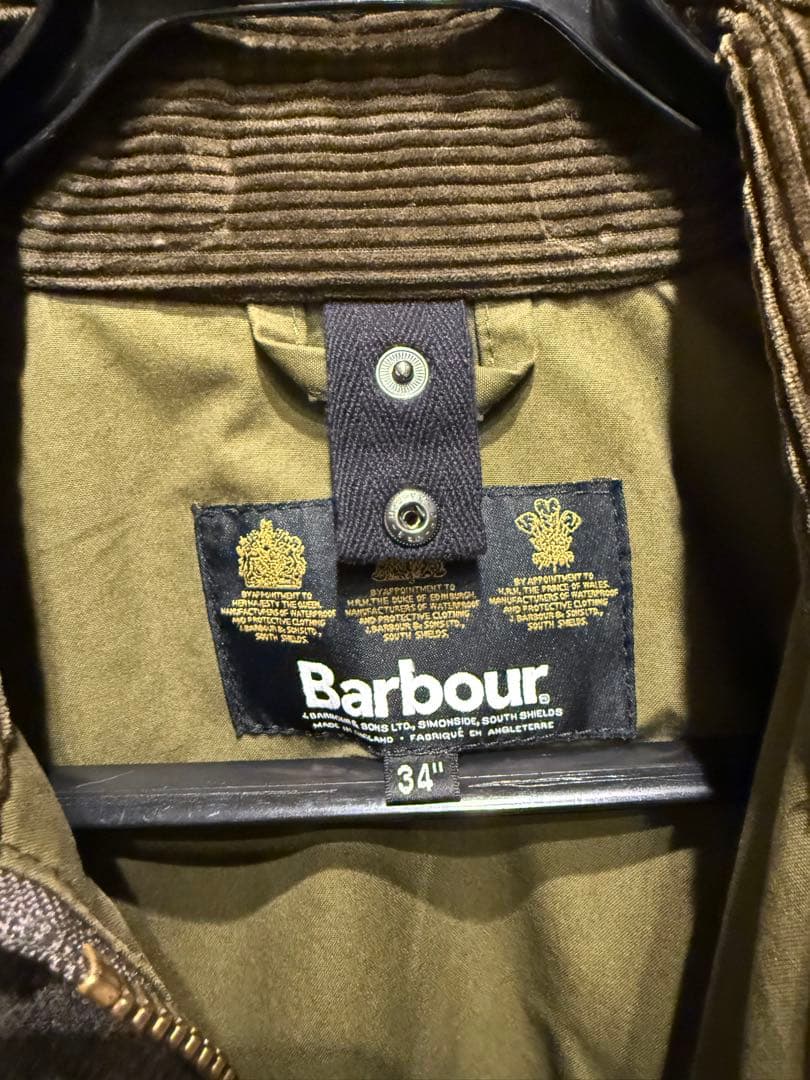 BY APPOINTMENT TO
HER MAJESTY THE QUEEN
MANUFACTURERS OF WATERPROOF
AND PROTECTIVE CLOTHING
J. BARBOUR & SONS LTD.
SOUTH SHIELDS.
BY APPOINTMENT TO
H.R.H. THE DUKE OF EDINBURGH
MANUFACTURERS OF WATERPROOF
AND PROTECTIVE CLOTHING
J. BARBOUR & SONS LTD.
SOUTH SHIELDS.
BY APPOINTMENT TO
H.R.H. THE PRINCE OF WALES
MANUFACTURERS OF WATERPROOF
AND PROTECTIVE CLOTHING
J. BARBOUR & SONS LTD.
SOUTH SHIELDS.
Barbour®
J. BARBOUR & SONS LTD., SIMONSIDE, SOUTH SHIELDS
MADE IN ENGLAND · FABRIQUÉ EN ANGLETERRE
34"